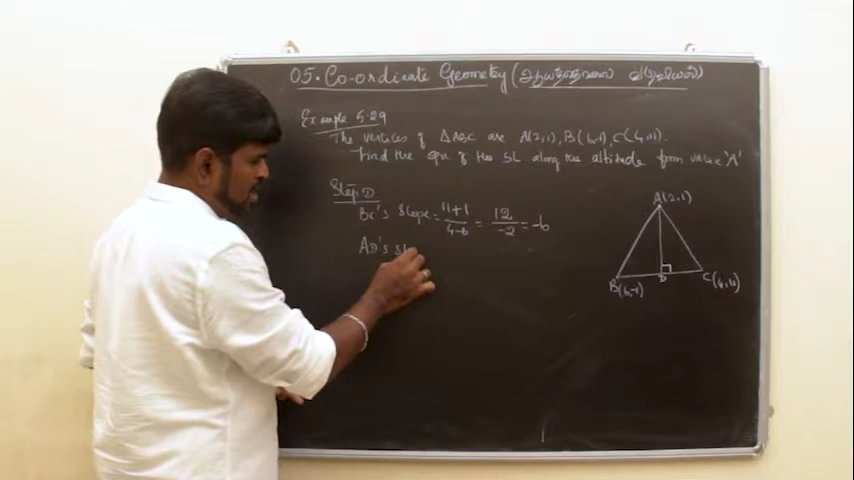 05. Co-ordinate Geometry (ஆயத்தொலை வடிவியல்)
Example 5.29
The vertices of ΔABC are A(2,1), B(6,-1), C(4,11).
Find the Qn of the SL along the altitude from vertex 'A'
Step ①
BC's Slope = 11+1/4-6 = 12/-2 = -6
AD's sl
A(2,1)
B(6,-1)
D
C(4,11)